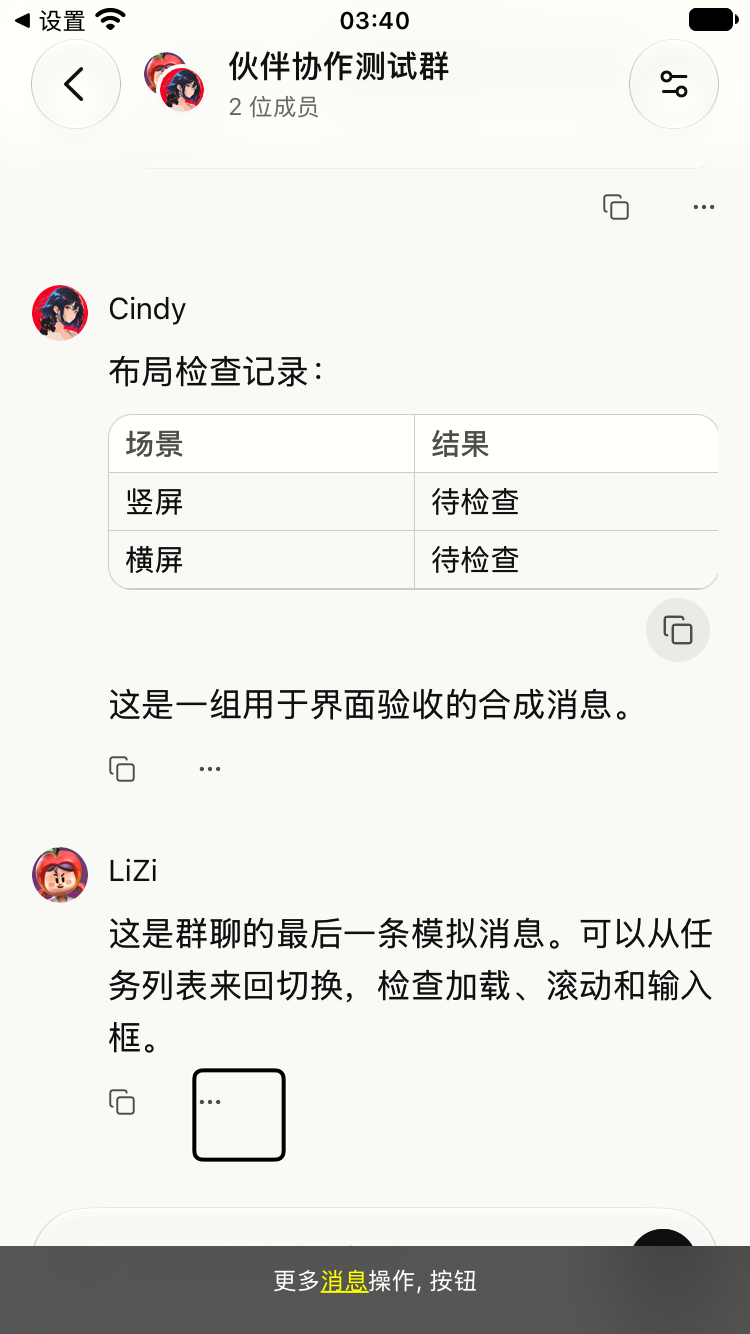 设置
03:40
伙伴协作测试群
2 位成员
Cindy
布局检查记录：
场景 结果
竖屏 待检查
横屏 待检查
这是一组用于界面验收的合成消息。
LiZi
这是群聊的最后一条模拟消息。可以从任
务列表来回切换，检查加载、滚动和输入
框。
更多消息操作, 按钮